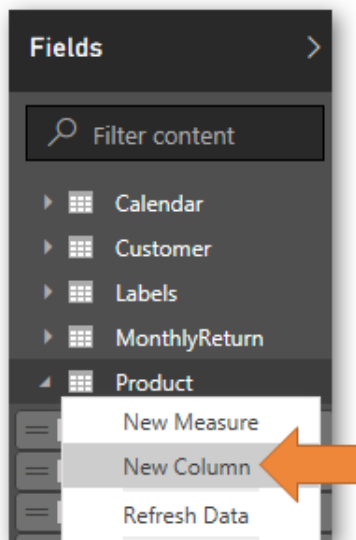 Fields
Filter content
Calendar
Customer
Labels
MonthlyReturn
Product
New Measure
New Column
Refresh Data